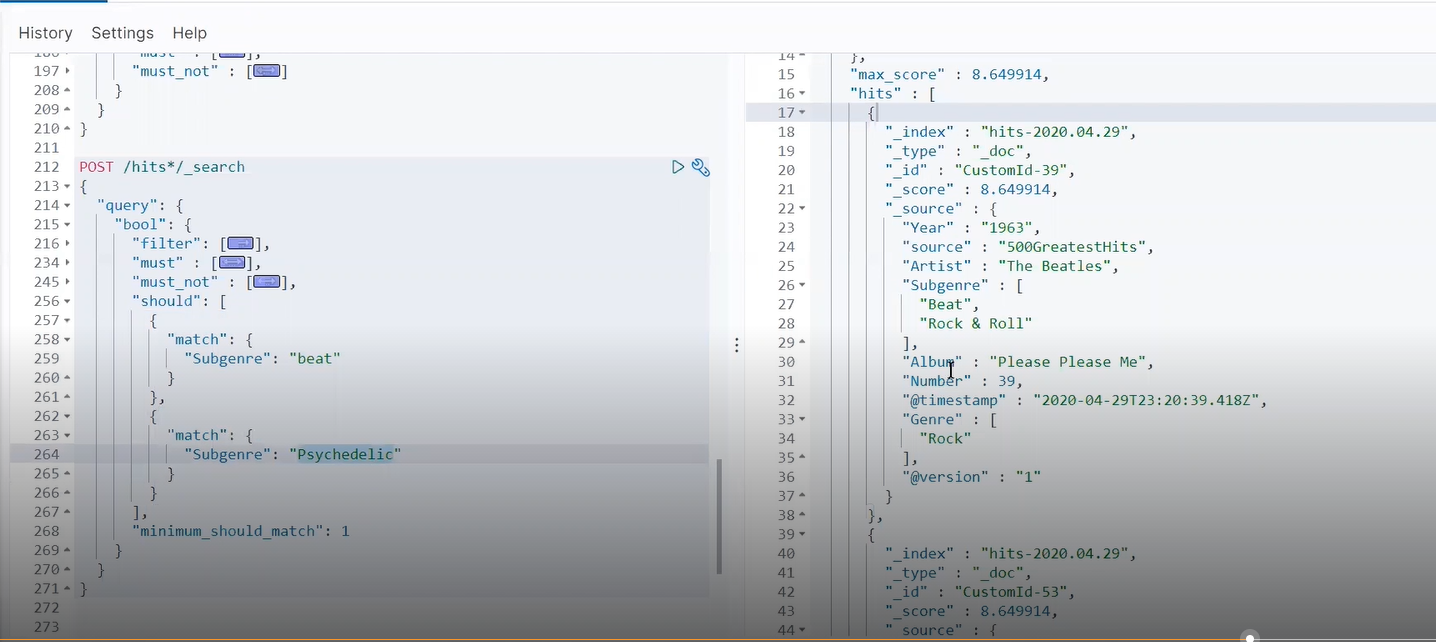 History Settings Help
197 "must_not" : [ ]
208 }
209 }
210 }
211
212 POST /hits*/_search
213 {
214 "query": {
215 "bool": {
216 "filter": [ ],
234 "must" : [ ],
245 "must_not" : [ ],
256 "should": [
257 {
258 "match": {
259 "Subgenre": "beat"
260 }
261 },
262 {
263 "match": {
264 "Subgenre": "Psychedelic"
265 }
266 }
267 ],
268 "minimum_should_match": 1
269 }
270 }
271 }
272
273
14 },
15 "max_score" : 8.649914,
16 "hits" : [
17 {
18 "_index" : "hits-2020.04.29",
19 "_type" : "_doc",
20 "_id" : "CustomId-39",
21 "_score" : 8.649914,
22 "_source" : {
23 "Year" : "1963",
24 "source" : "500GreatestHits",
25 "Artist" : "The Beatles",
26 "Subgenre" : [
27 "Beat",
28 "Rock & Roll"
29 ],
30 "Album" : "Please Please Me",
31 "Number" : 39,
32 "@timestamp" : "2020-04-29T23:20:39.418Z",
33 "Genre" : [
34 "Rock"
35 ],
36 "@version" : "1"
37 }
38 },
39 {
40 "_index" : "hits-2020.04.29",
41 "_type" : "_doc",
42 "_id" : "CustomId-53",
43 "_score" : 8.649914,
44 "_source" : {